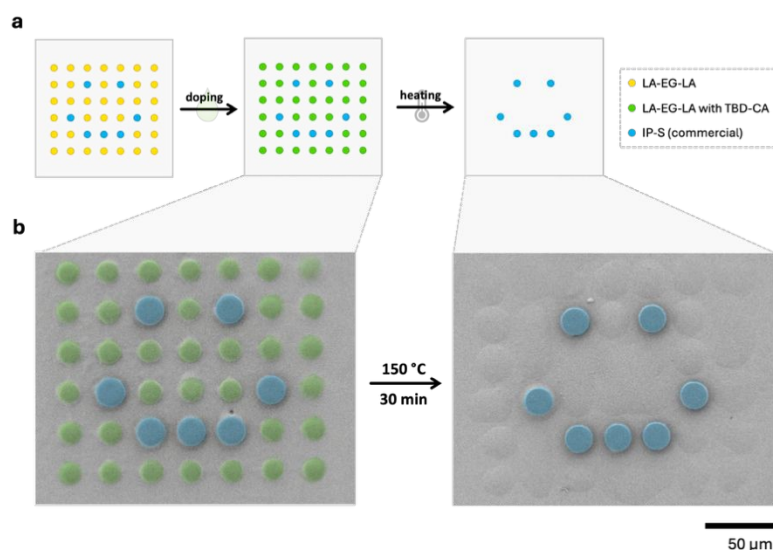 a
doping
heating
LA-EG-LA
LA-EG-LA with TBD-CA
IP-S (commercial)
b
150 °C
30 min
50 µm